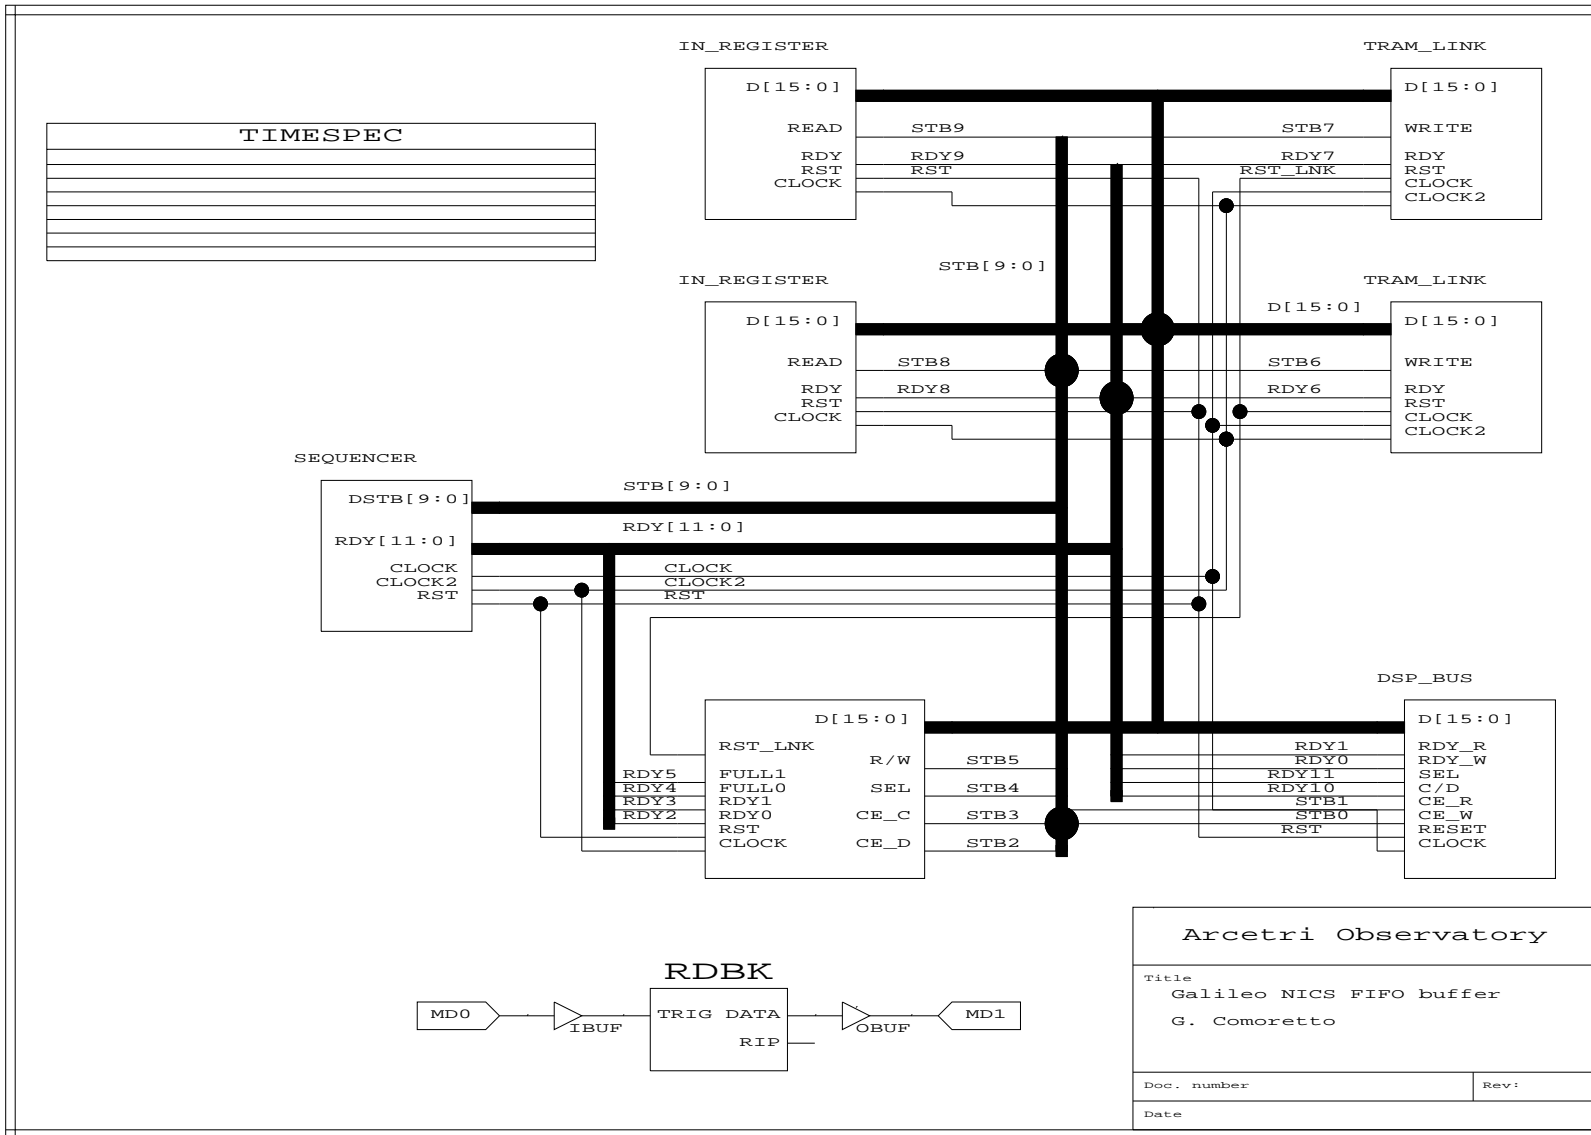 IN_REGISTER
TRAM_LINK
D[15:0]
READ
RDY
RST
CLOCK
STB9
RDY9
RST
STB7
RDY7
RST_LNK
D[15:0]
WRITE
RDY
RST
CLOCK
CLOCK2
TIMESPEC
STB[9:0]
IN_REGISTER
TRAM_LINK
D[15:0]
D[15:0]
READ
RDY
RST
CLOCK
STB8
RDY8
STB6
RDY6
D[15:0]
WRITE
RDY
RST
CLOCK
CLOCK2
SEQUENCER
DSTB[9:0]
RDY[11:0]
CLOCK
CLOCK2
RST
STB[9:0]
RDY[11:0]
CLOCK
CLOCK2
RST
DSP_BUS
D[15:0]
RST_LNK
R/W
FULL1
FULL0
SEL
RDY1
RDY0
CE_C
RST
CLOCK
CE_D
RDY5
RDY4
RDY3
RDY2
STB5
STB4
STB3
STB2
RDY1
RDY0
RDY11
RDY10
STB1
STB0
RST
D[15:0]
RDY_R
RDY_W
SEL
C/D
CE_R
CE_W
RESET
CLOCK
RDBK
MD0
IBUF
TRIG DATA
RIP
OBUF
MD1
Arcetri Observatory
Title
Galileo NICS FIFO buffer
G. Comoretto
Doc. number
Rev:
Date